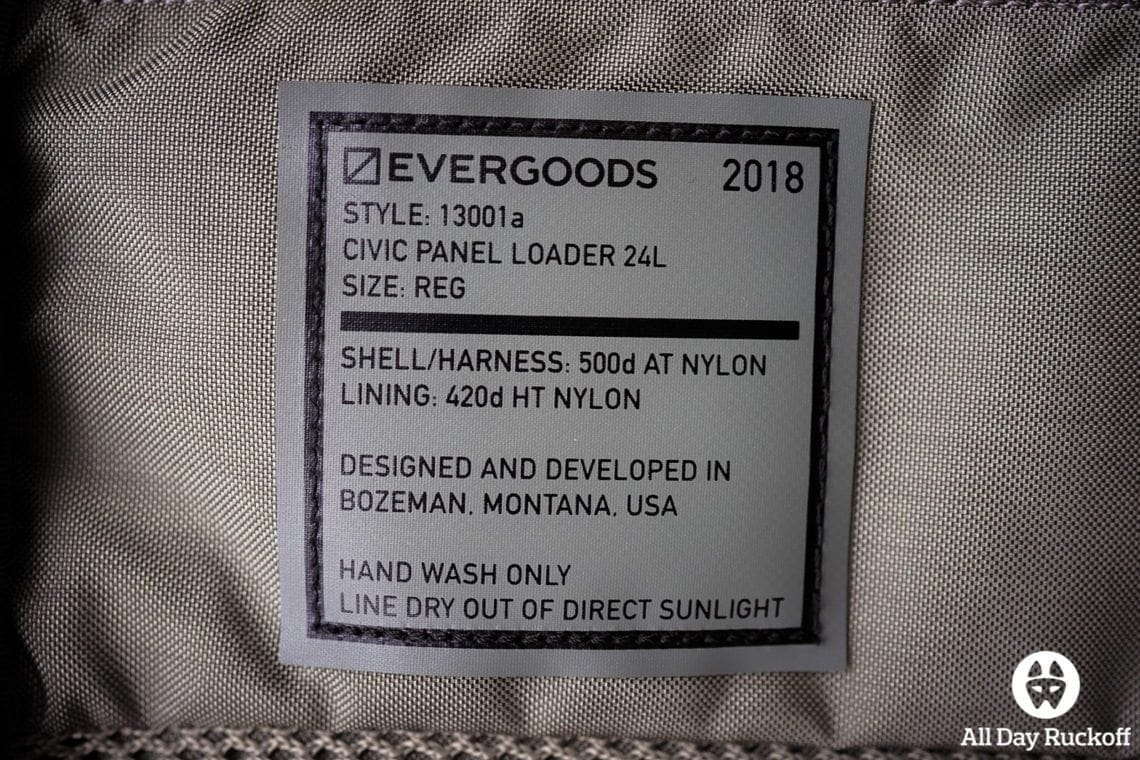 EVERGOODS 2018
STYLE: 13001a
CIVIC PANEL LOADER 24L
SIZE: REG
SHELL/HARNESS: 500d AT NYLON
LINING: 420d HT NYLON
DESIGNED AND DEVELOPED IN
BOZEMAN, MONTANA, USA
HAND WASH ONLY
LINE DRY OUT OF DIRECT SUNLIGHT
All Day Ruckoff